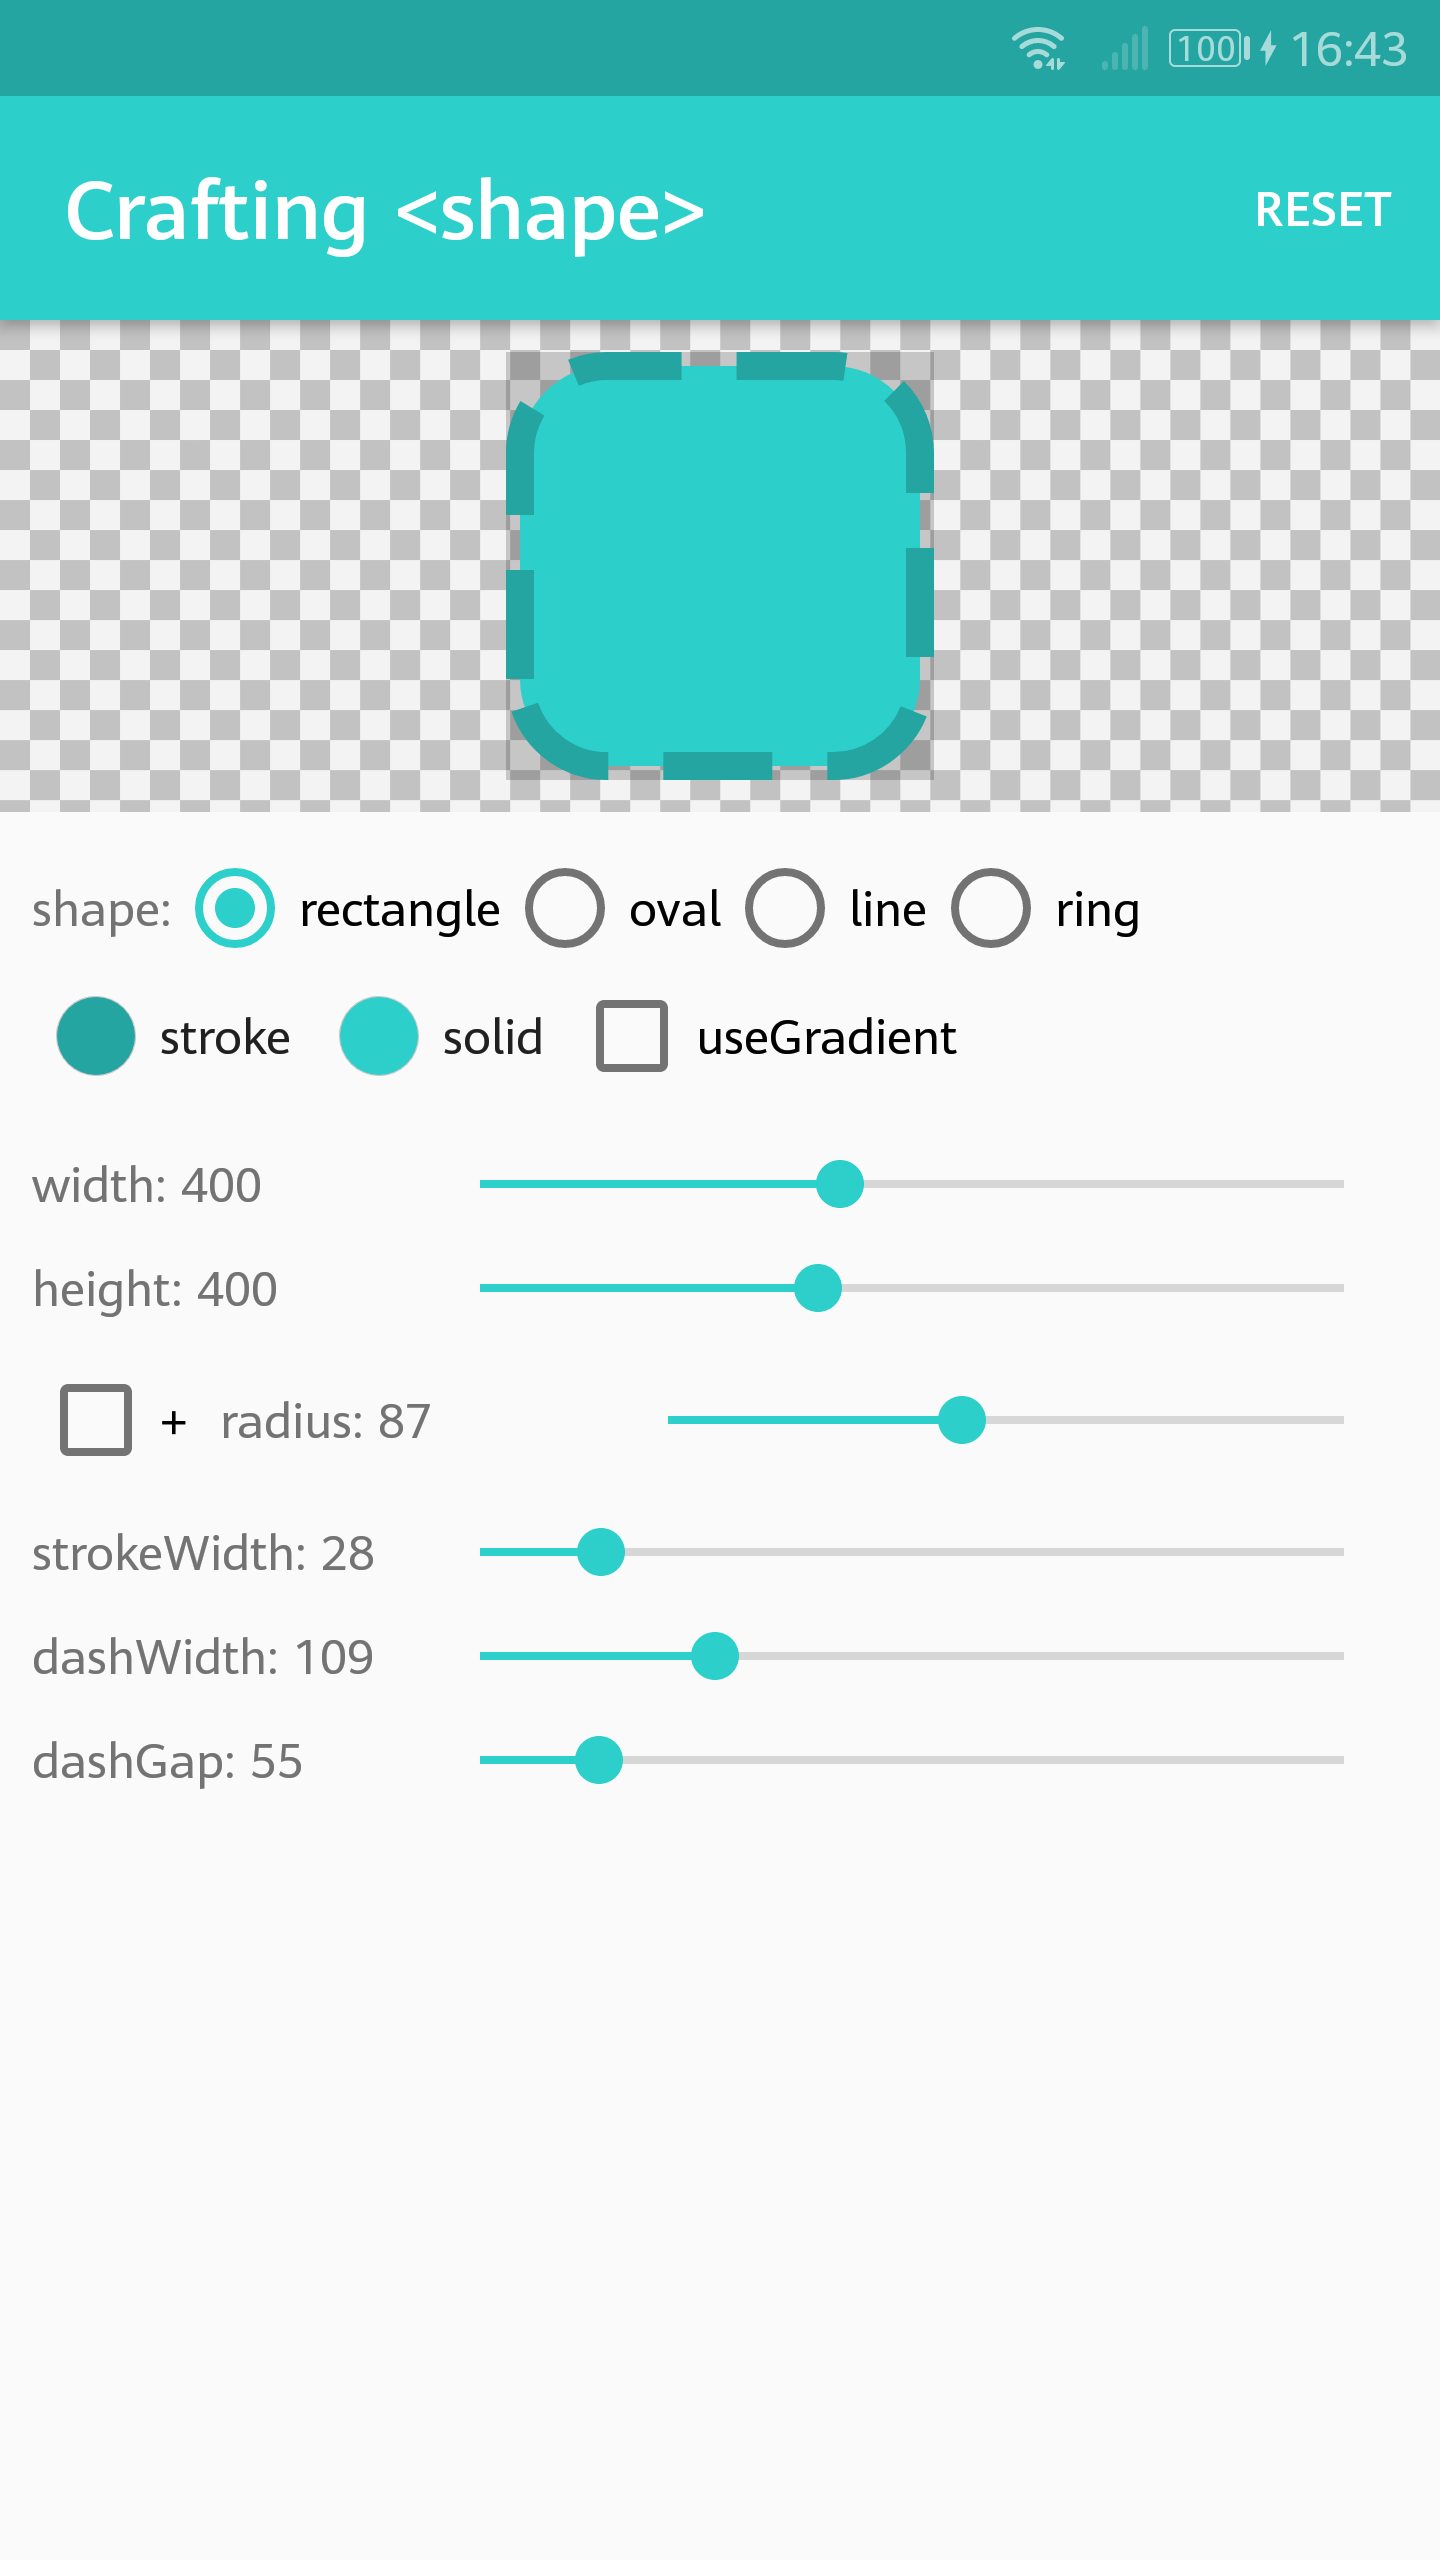 100 16:43
Crafting <shape> RESET
shape: rectangle oval line ring
stroke solid useGradient
width: 400
height: 400
+ radius: 87
strokeWidth: 28
dashWidth: 109
dashGap: 55